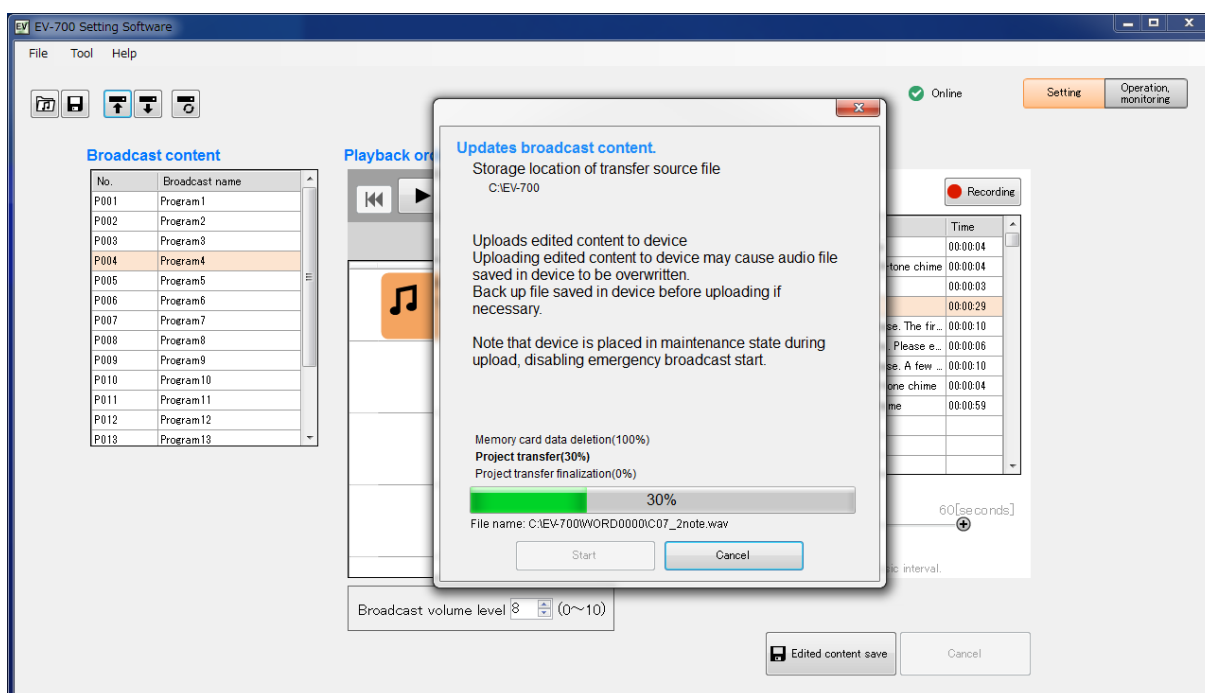 EV-700 Setting Software
File Tool Help
Online
Setting
Operation,
monitoring
Broadcast content
No. Broadcast name
P001 Program1
P002 Program2
P003 Program3
P004 Program4
P005 Program5
P006 Program6
P007 Program7
P008 Program8
P009 Program9
P010 Program10
P011 Program11
P012 Program12
P013 Program13
Playback
Updates broadcast content.
Storage location of transfer source file
C:\EV-700
Uploads edited content to device
Uploading edited content to device may cause audio file
saved in device to be overwritten.
Back up file saved in device before uploading if
necessary.
Note that device is placed in maintenance state during
upload, disabling emergency broadcast start.
Memory card data deletion(100%)
Project transfer(30%)
Project transfer finalization(0%)
30%
File name: C:\EV-700\WORD0000\C07_2note.wav
Start
Cancel
Recording
Time
00:00:04
-tone chime 00:00:04
00:00:03
00:00:29
se. The fir... 00:00:10
. Please e... 00:00:06
se. A few ... 00:00:10
one chime 00:00:04
me 00:00:59
60[seconds]
interval.
Broadcast volume level 8 (0～10)
Edited content save
Cancel